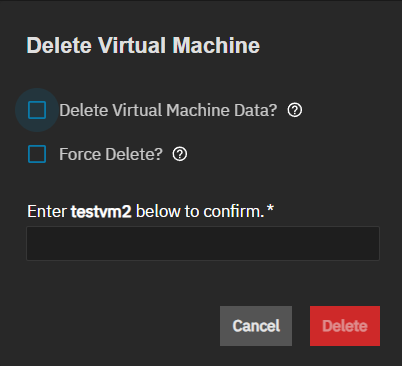 Delete Virtual Machine
Delete Virtual Machine Data? ?
Force Delete? ?
Enter testvm2 below to confirm. *
Cancel Delete